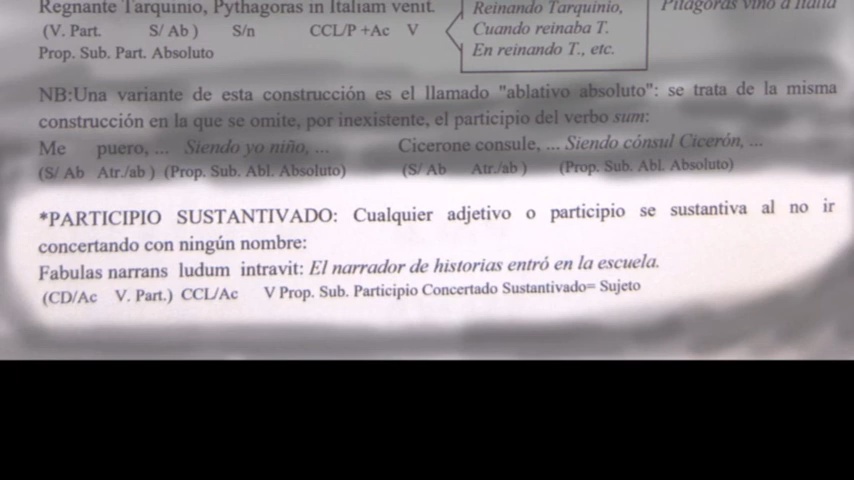 Regnante Tarquinio, Pythagoras in Italiam venit.
Reinando Tarquinio,
Pitágoras vino a Italia
(V. Part. S/ Ab ) S/n CCL/P +Ac V
Cuando reinaba T.
Prop. Sub. Part. Absoluto
En reinando T., etc.
NB:Una variante de esta construcción es el llamado "ablativo absoluto": se trata de la misma
construcción en la que se omite, por inexistente, el participio del verbo sum:
Me puero, ... Siendo yo niño, ... Cicerone consule, ... Siendo cónsul Cicerón, ...
(S/ Ab Atr./ab ) (Prop. Sub. Abl. Absoluto) (S/ Ab Atr./ab ) (Prop. Sub. Abl. Absoluto)
*PARTICIPIO SUSTANTIVADO: Cualquier adjetivo o participio se sustantiva al no ir
concertando con ningún nombre:
Fabulas narrans ludum intravit: El narrador de historias entró en la escuela.
(CD/Ac V. Part.) CCL/Ac V Prop. Sub. Participio Concertado Sustantivado= Sujeto